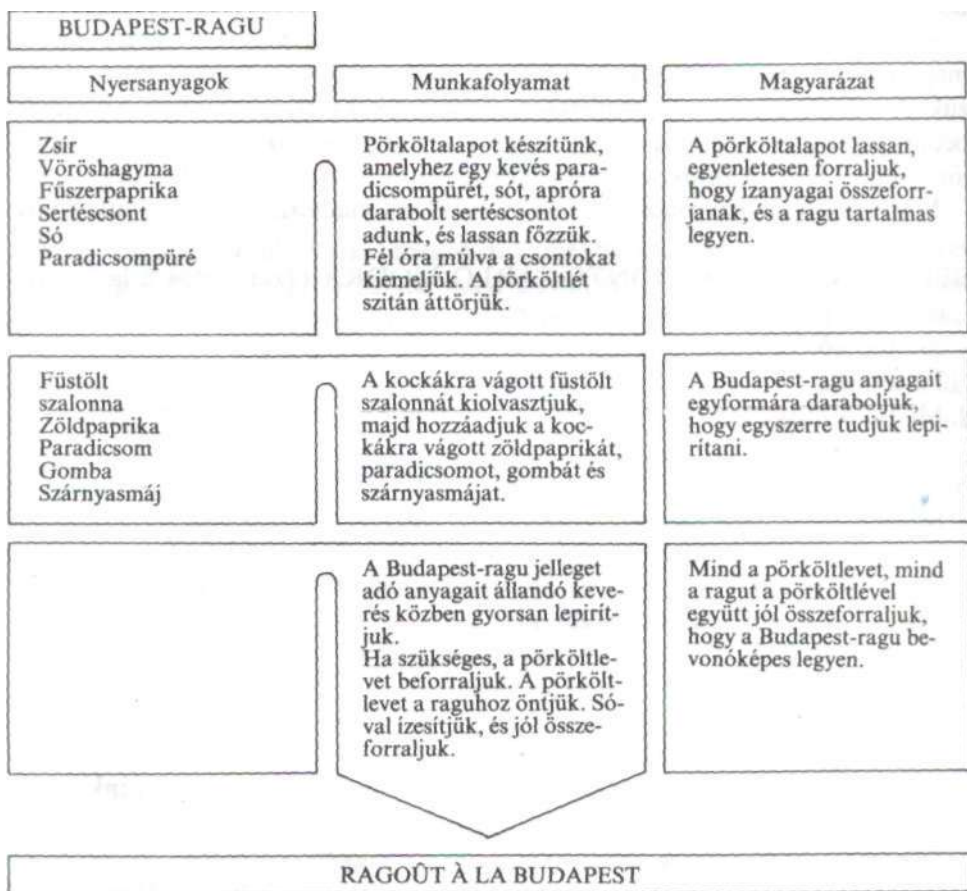 BUDAPEST-RAGU
Nyersanyagok
Munkafolyamat
Magyarázat
Zsír
Vöröshagyma
Fűszerpaprika
Sertéscsont
Só
Paradicsompüré
Pörköltalapot készítünk,
amelyhez egy kevés para-
dicsompürét, sót, apróra
darabolt sertéscsontot
adunk, és lassan főzzük.
Fél óra múlva a csontokat
kiemeljük. A pörköltlét
szitán áttörjük.
A pörköltalapot lassan,
egyenletesen forraljuk,
hogy ízanyagai összeforr-
janak, és a ragu tartalmas
legyen.
Füstölt
szalonna
Zöldpaprika
Paradicsom
Gomba
Szárnyasmáj
A kockákra vágott füstölt
szalonnát kiolvasztjuk,
majd hozzáadjuk a koc-
kákra vágott zöldpaprikát,
paradicsomot, gombát és
szárnyasmájat.
A Budapest-ragu anyagait
egyformára daraboljuk,
hogy egyszerre tudjuk lepi-
rítani.
A Budapest-ragu jelleget
adó anyagait állandó keve-
rés közben gyorsan lepirít-
juk.
Ha szükséges, a pörköltle-
vet beforraljuk. A pörkölt-
levet a raguhoz öntjük. Só-
val ízesítjük, és jól össze-
forraljuk.
Mind a pörköltlevet, mind
a ragut a pörköltlével
együtt jól összeforraljuk,
hogy a Budapest-ragu be-
vonóképes legyen.
RAGOÛT À LA BUDAPEST